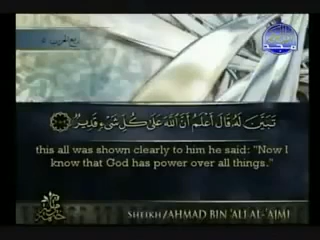 تَبَيَّنَ لَهُ قَالَ أَعْلَمُ أَنَّ اللَّهَ عَلَىٰ كُلِّ شَيْءٍ قَدِيرٌ
this all was shown clearly to him he said: "Now I
know that God has power over all things."
SHEIKH/AHMAD BIN 'ALI AL-'AJMI